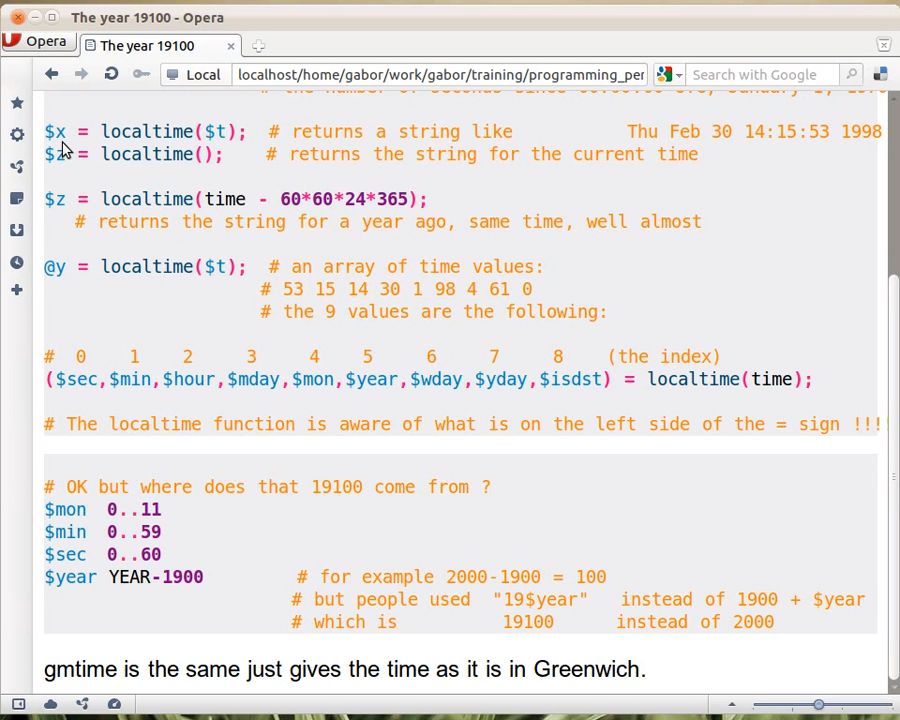 The year 19100 - Opera
Opera
The year 19100
Local
localhost/home/gabor/work/gabor/training/programming_per
Search with Google
$x = localtime($t);  # returns a string like           Thu Feb 30 14:15:53 1998
$z = localtime();    # returns the string for the current time
$z = localtime(time - 60*60*24*365);
# returns the string for a year ago, same time, well almost
@y = localtime($t);  # an array of time values:
# 53 15 14 30 1 98 4 61 0
# the 9 values are the following:
#  0    1    2    3     4    5     6     7     8    (the index)
($sec,$min,$hour,$mday,$mon,$year,$wday,$yday,$isdst) = localtime(time);
# The localtime function is aware of what is on the left side of the = sign !!!!
# OK but where does that 19100 come from ?
$mon  0..11
$min  0..59
$sec  0..60
$year YEAR-1900         # for example 2000-1900 = 100
# but people used  "19$year"   instead of 1900 + $year
# which is          19100      instead of 2000
gmtime is the same just gives the time as it is in Greenwich.